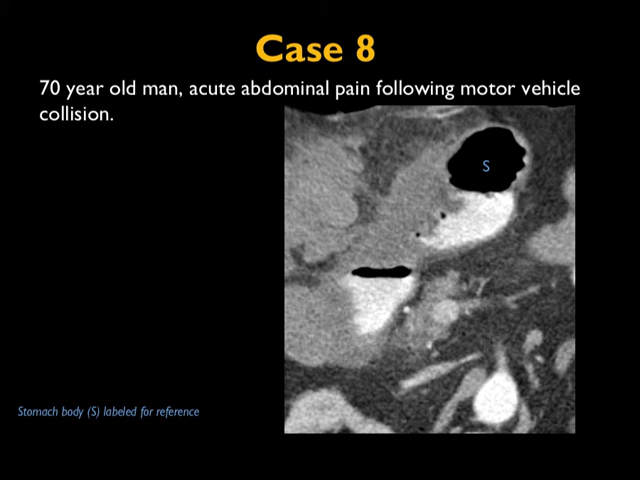 Case 8
70 year old man, acute abdominal pain following motor vehicle
collision.
S
Stomach body (S) labeled for reference